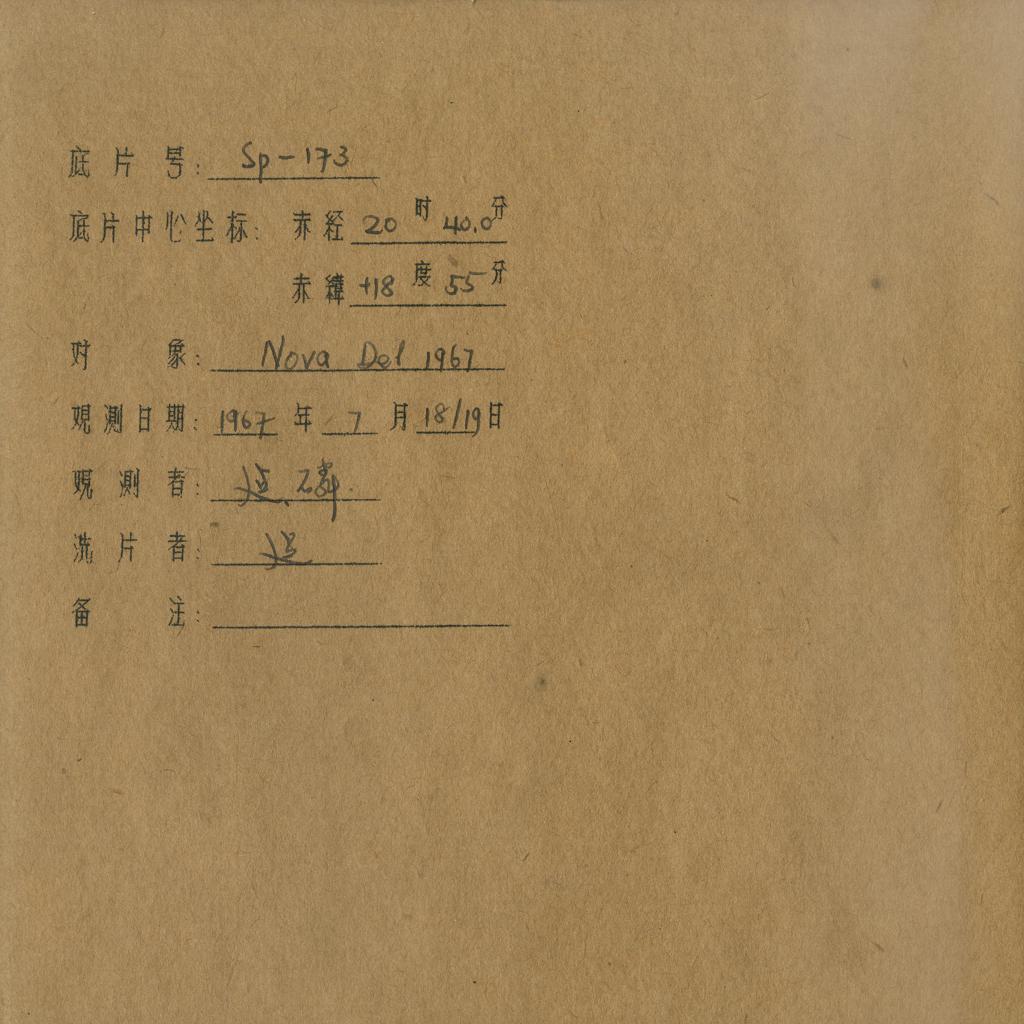 底片号: Sp-173
底片中心坐标: 赤经 20 时 40.0 分
赤緯 +18 度 55 分
对象: Nova Del 1967
观测日期: 1967 年 7 月 18/19 日
观测者: 磷
洗片者:
备注: